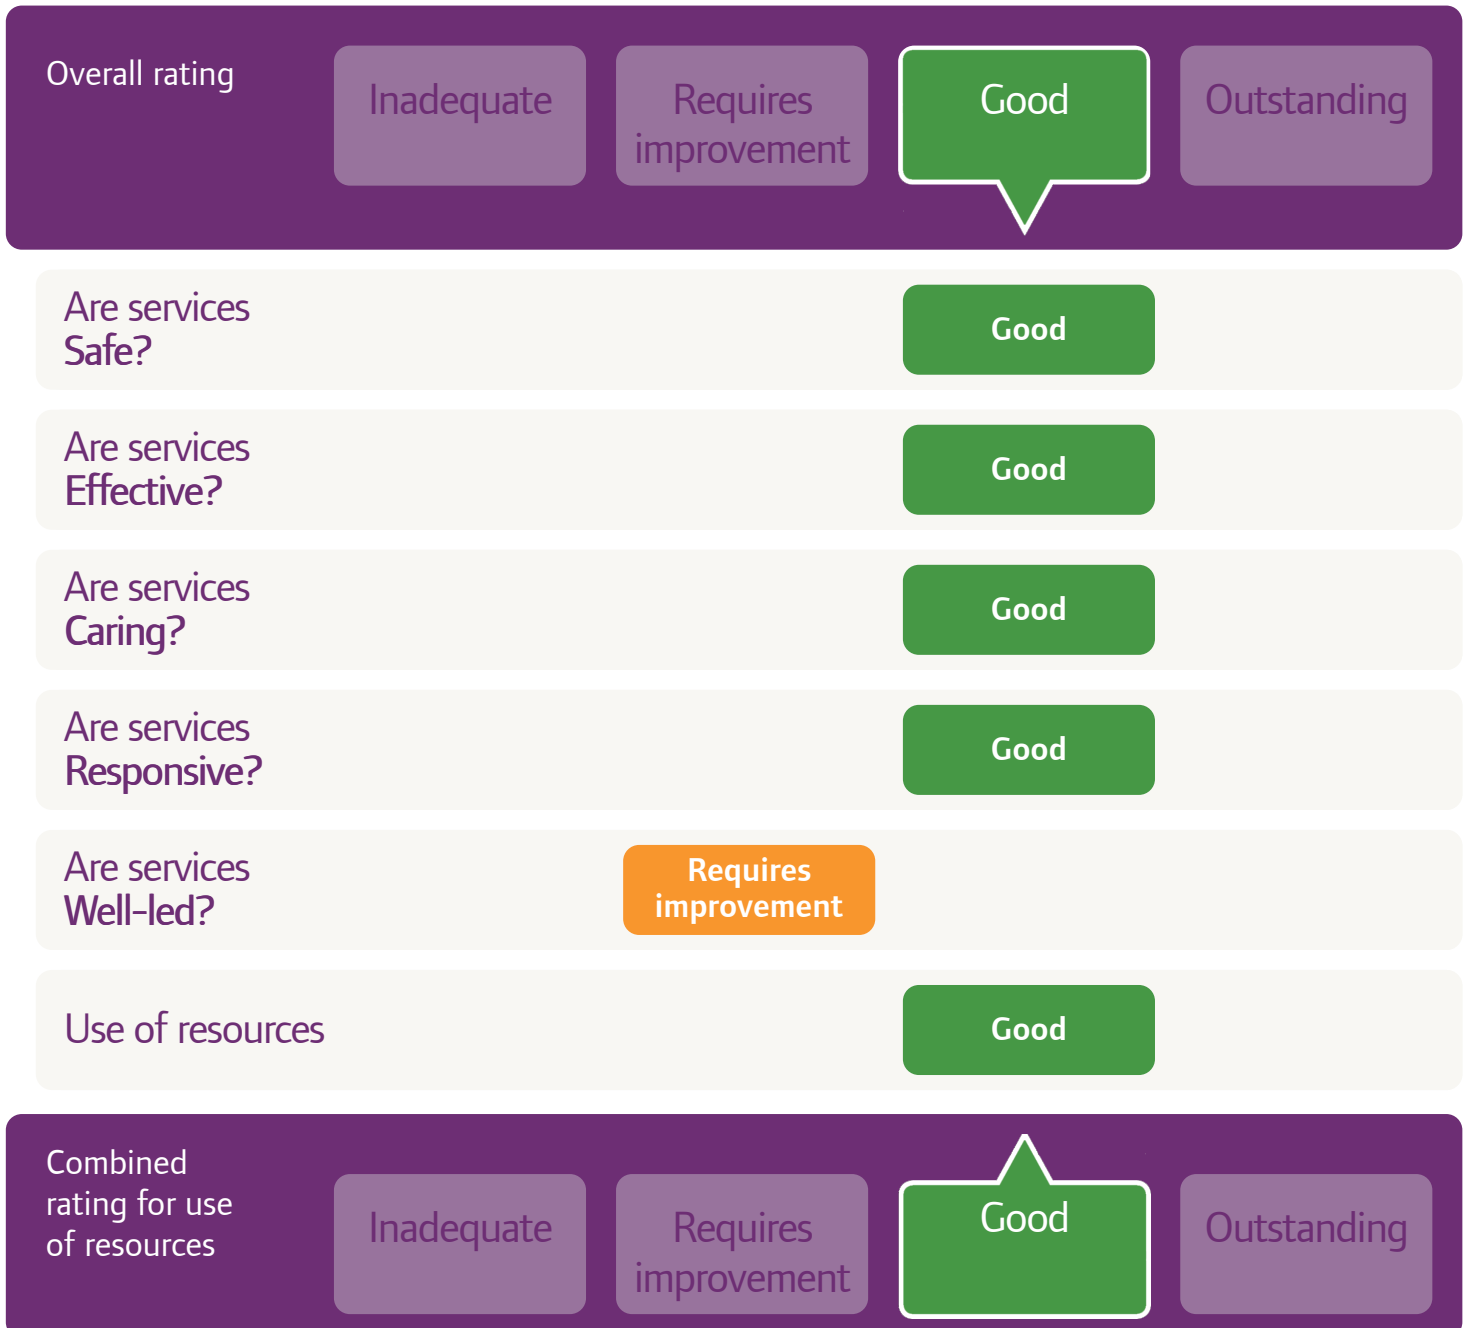 Overall rating
Inadequate
Requires
improvement
Good
Outstanding
Are services
Safe?
Good
Are services
Effective?
Good
Are services
Caring?
Good
Are services
Responsive?
Good
Are services
Well-led?
Requires
improvement
Use of resources
Good
Combined
rating for use
of resources
Inadequate
Requires
improvement
Good
Outstanding